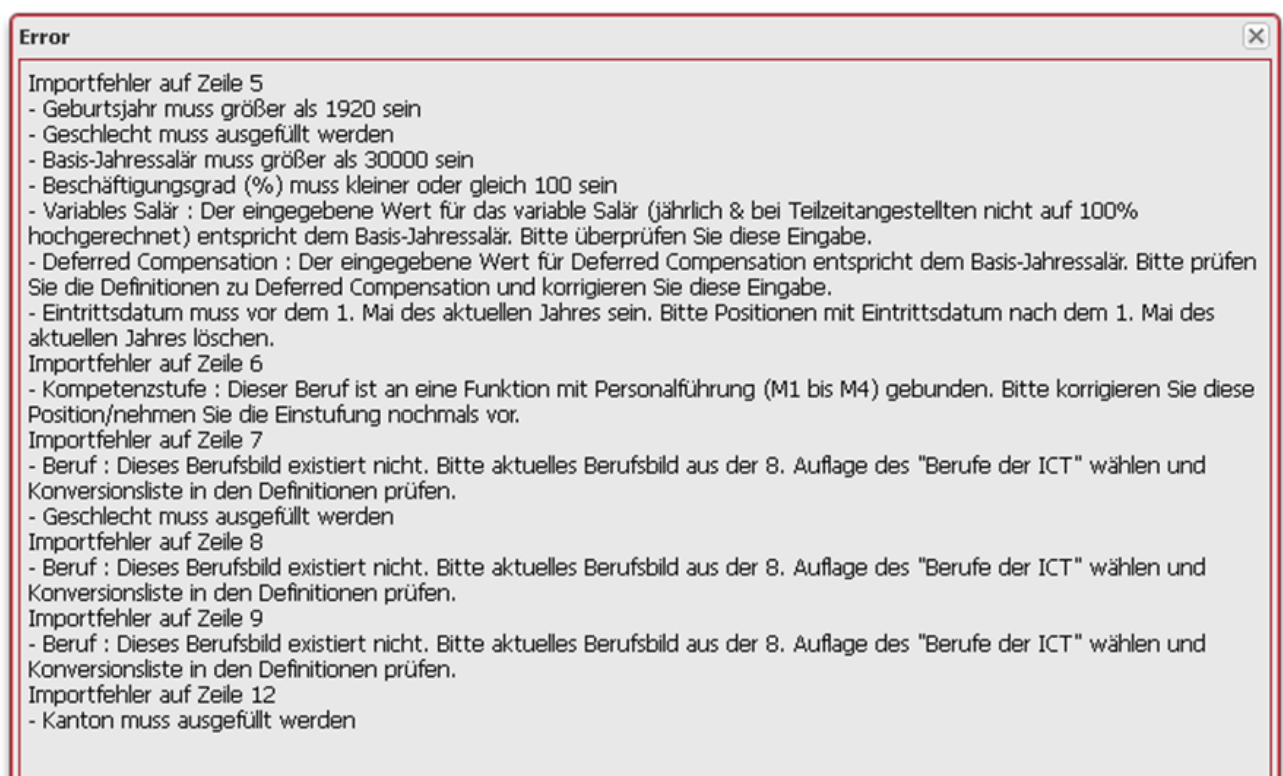 Error
Importfehler auf Zeile 5
- Geburtsjahr muss größer als 1920 sein
- Geschlecht muss ausgefüllt werden
- Basis-Jahressalär muss größer als 30000 sein
- Beschäftigungsgrad (%) muss kleiner oder gleich 100 sein
- Variables Salär : Der eingegebene Wert für das variable Salär (jährlich & bei Teilzeitangestellten nicht auf 100%
hochgerechnet) entspricht dem Basis-Jahressalär. Bitte überprüfen Sie diese Eingabe.
- Deferred Compensation : Der eingegebene Wert für Deferred Compensation entspricht dem Basis-Jahressalär. Bitte prüfen
Sie die Definitionen zu Deferred Compensation und korrigieren Sie diese Eingabe.
- Eintrittsdatum muss vor dem 1. Mai des aktuellen Jahres sein. Bitte Positionen mit Eintrittsdatum nach dem 1. Mai des
aktuellen Jahres löschen.
Importfehler auf Zeile 6
- Kompetenzstufe : Dieser Beruf ist an eine Funktion mit Personalführung (M1 bis M4) gebunden. Bitte korrigieren Sie diese
Position/nehmen Sie die Einstufung nochmals vor.
Importfehler auf Zeile 7
- Beruf : Dieses Berufsbild existiert nicht. Bitte aktuelles Berufsbild aus der 8. Auflage des "Berufe der ICT" wählen und
Konversionsliste in den Definitionen prüfen.
- Geschlecht muss ausgefüllt werden
Importfehler auf Zeile 8
- Beruf : Dieses Berufsbild existiert nicht. Bitte aktuelles Berufsbild aus der 8. Auflage des "Berufe der ICT" wählen und
Konversionsliste in den Definitionen prüfen.
Importfehler auf Zeile 9
- Beruf : Dieses Berufsbild existiert nicht. Bitte aktuelles Berufsbild aus der 8. Auflage des "Berufe der ICT" wählen und
Konversionsliste in den Definitionen prüfen.
Importfehler auf Zeile 12
- Kanton muss ausgefüllt werden